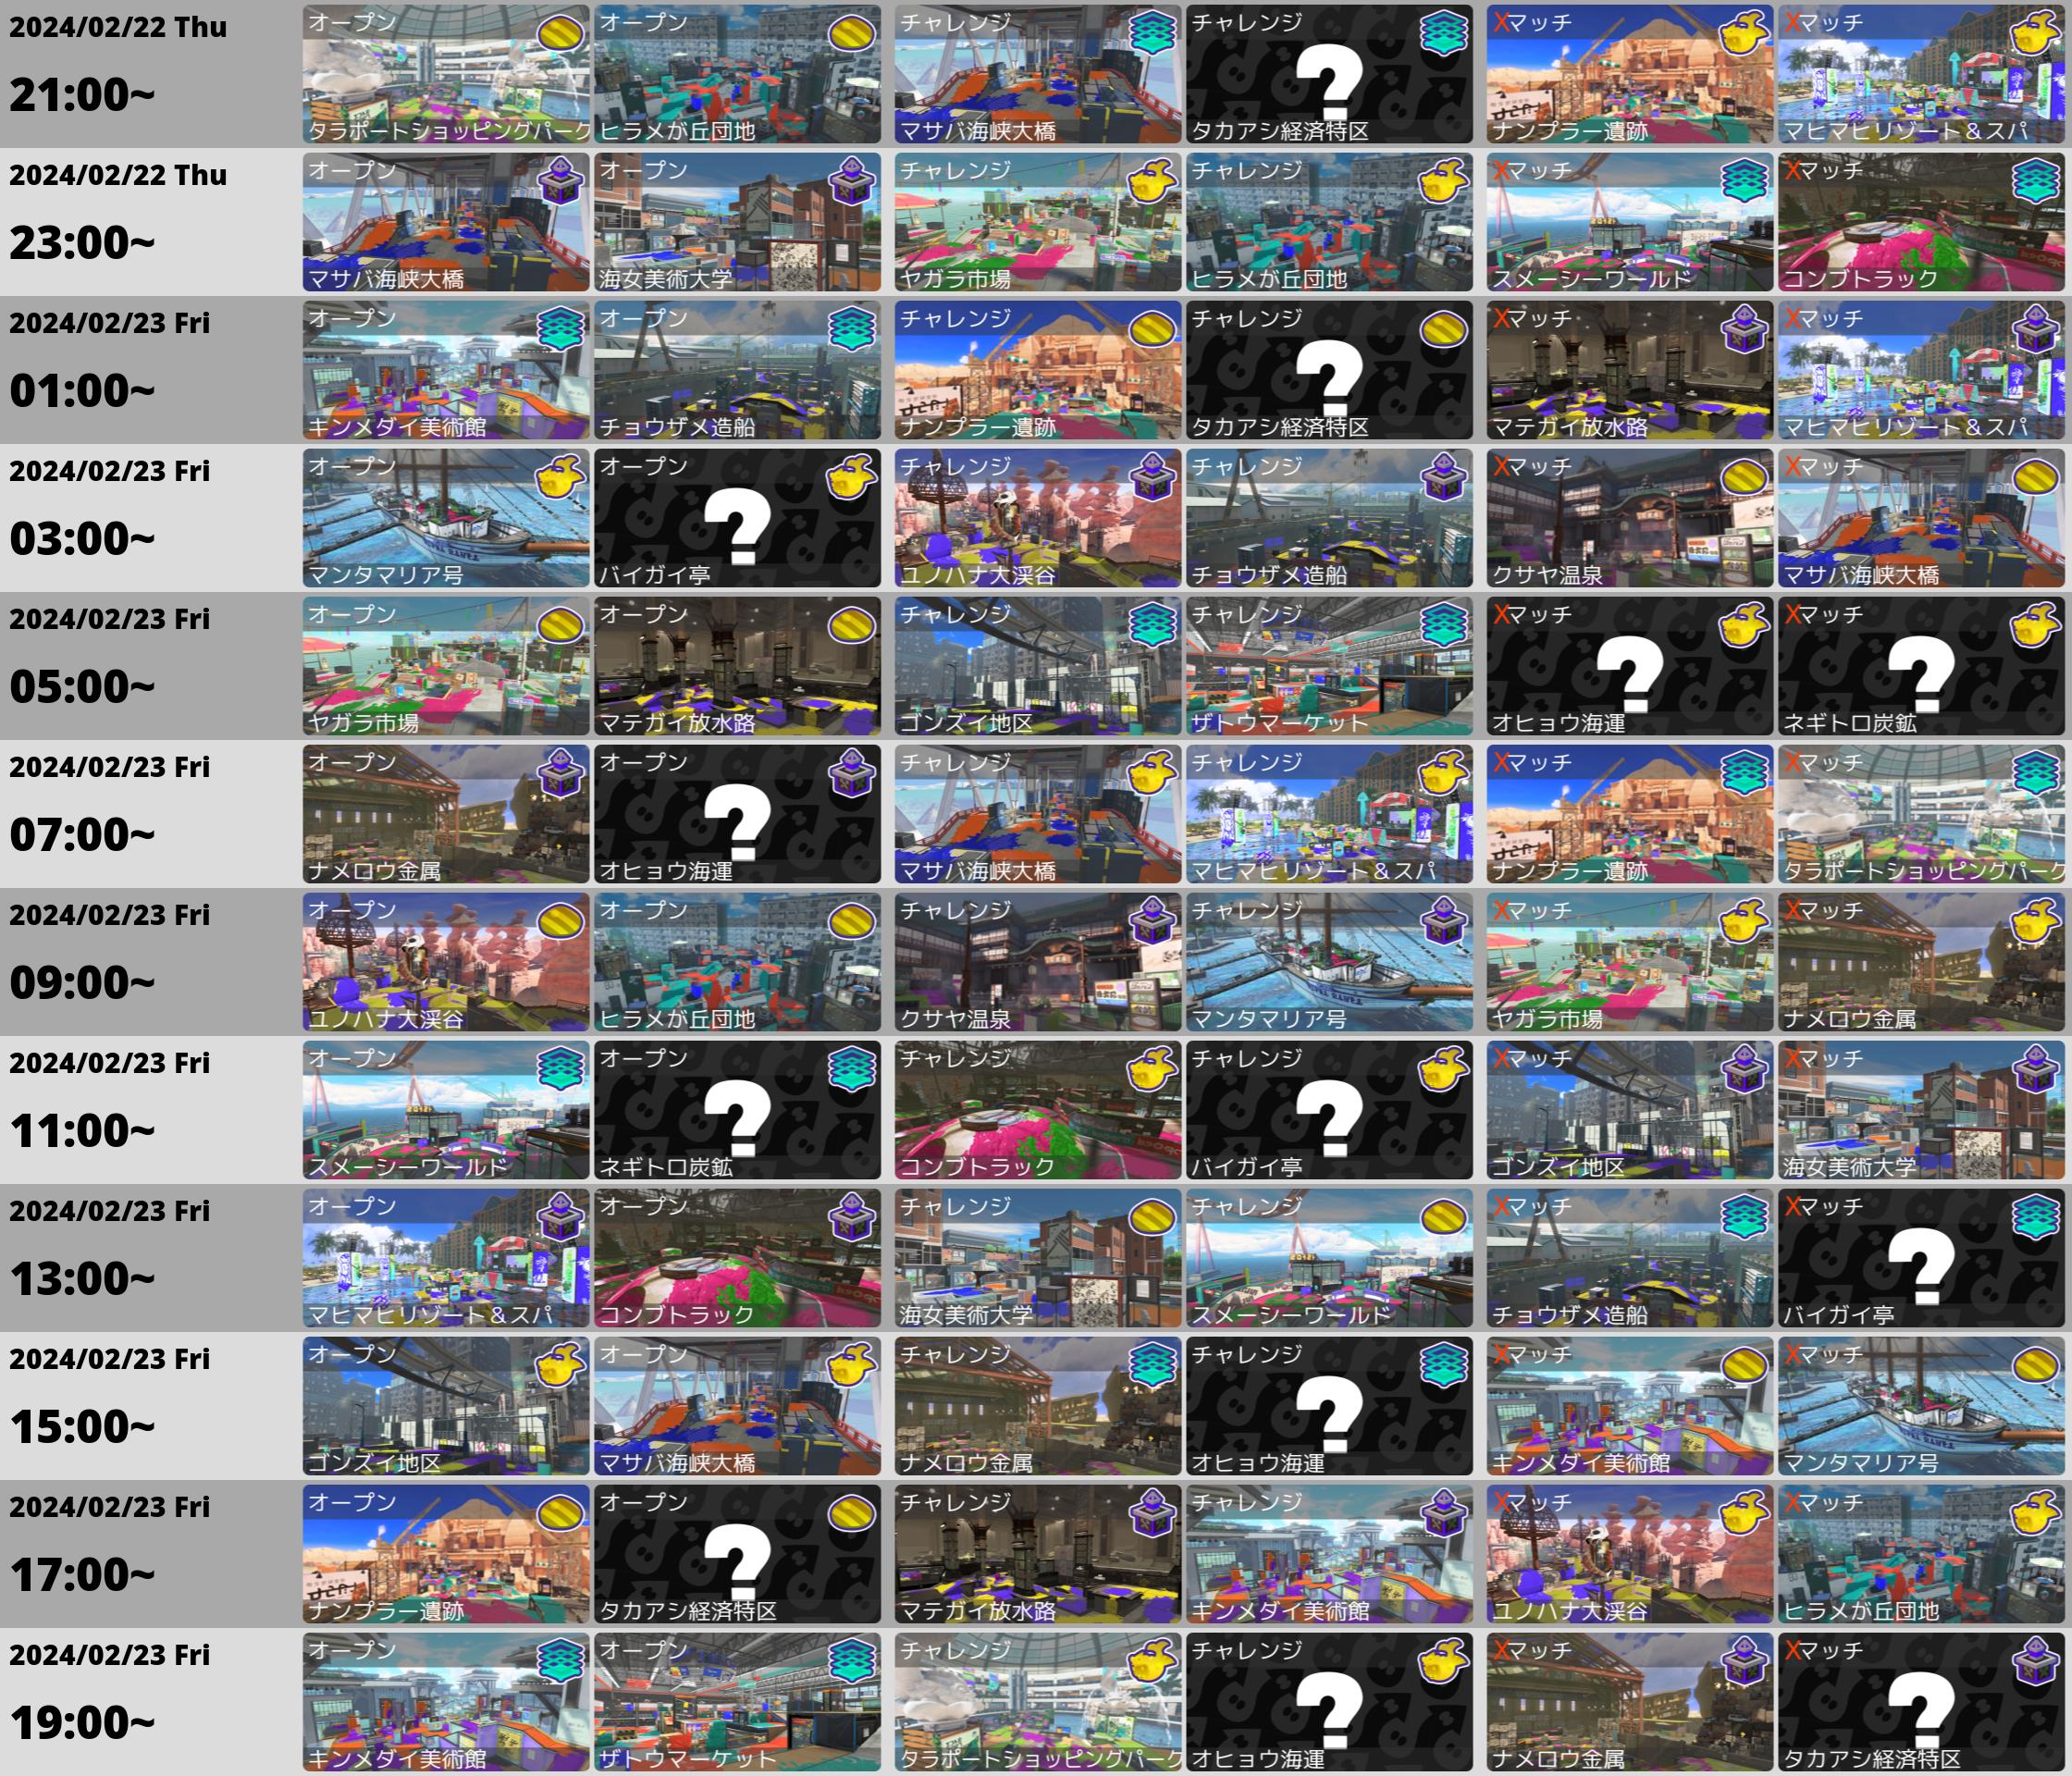 2024/02/22 Thu
21:00~
オープン オープン チャレンジ チャレンジ Xマッチ Xマッチ
タラポートショッピングパーク ヒラメが丘団地 マサバ海峡大橋 タカアシ経済特区 ナンプラー遺跡 マヒマヒリゾート＆スパ
2024/02/22 Thu
23:00~
オープン オープン チャレンジ チャレンジ Xマッチ Xマッチ
マサバ海峡大橋 海女美術大学 ヤガラ市場 ヒラメが丘団地 スメーシーワールド コンブトラック
2024/02/23 Fri
01:00~
オープン オープン チャレンジ チャレンジ Xマッチ Xマッチ
キンメダイ美術館 チョウザメ造船 ナンプラー遺跡 タカアシ経済特区 マテガイ放水路 マヒマヒリゾート＆スパ
2024/02/23 Fri
03:00~
オープン オープン チャレンジ チャレンジ Xマッチ Xマッチ
マンタマリア号 バイガイ亭 ユノハナ大渓谷 チョウザメ造船 クサヤ温泉 マサバ海峡大橋
2024/02/23 Fri
05:00~
オープン オープン チャレンジ チャレンジ Xマッチ Xマッチ
ヤガラ市場 マテガイ放水路 ゴンズイ地区 ザトウマーケット オヒョウ海運 ネギトロ炭鉱
2024/02/23 Fri
07:00~
オープン オープン チャレンジ チャレンジ Xマッチ Xマッチ
ナメロウ金属 オヒョウ海運 マサバ海峡大橋 マヒマヒリゾート＆スパ ナンプラー遺跡 タラポートショッピングパーク
2024/02/23 Fri
09:00~
オープン オープン チャレンジ チャレンジ Xマッチ Xマッチ
ユノハナ大渓谷 ヒラメが丘団地 クサヤ温泉 マンタマリア号 ヤガラ市場 ナメロウ金属
2024/02/23 Fri
11:00~
オープン オープン チャレンジ チャレンジ Xマッチ Xマッチ
スメーシーワールド ネギトロ炭鉱 コンブトラック バイガイ亭 ゴンズイ地区 海女美術大学
2024/02/23 Fri
13:00~
オープン オープン チャレンジ チャレンジ Xマッチ Xマッチ
マヒマヒリゾート＆スパ コンブトラック 海女美術大学 スメーシーワールド チョウザメ造船 バイガイ亭
2024/02/23 Fri
15:00~
オープン オープン チャレンジ チャレンジ Xマッチ Xマッチ
ゴンズイ地区 マサバ海峡大橋 ナメロウ金属 オヒョウ海運 キンメダイ美術館 マンタマリア号
2024/02/23 Fri
17:00~
オープン オープン チャレンジ チャレンジ Xマッチ Xマッチ
ナンプラー遺跡 タカアシ経済特区 マテガイ放水路 キンメダイ美術館 ユノハナ大渓谷 ヒラメが丘団地
2024/02/23 Fri
19:00~
オープン オープン チャレンジ チャレンジ Xマッチ Xマッチ
キンメダイ美術館 ザトウマーケット タラポートショッピングパーク オヒョウ海運 ナメロウ金属 タカアシ経済特区